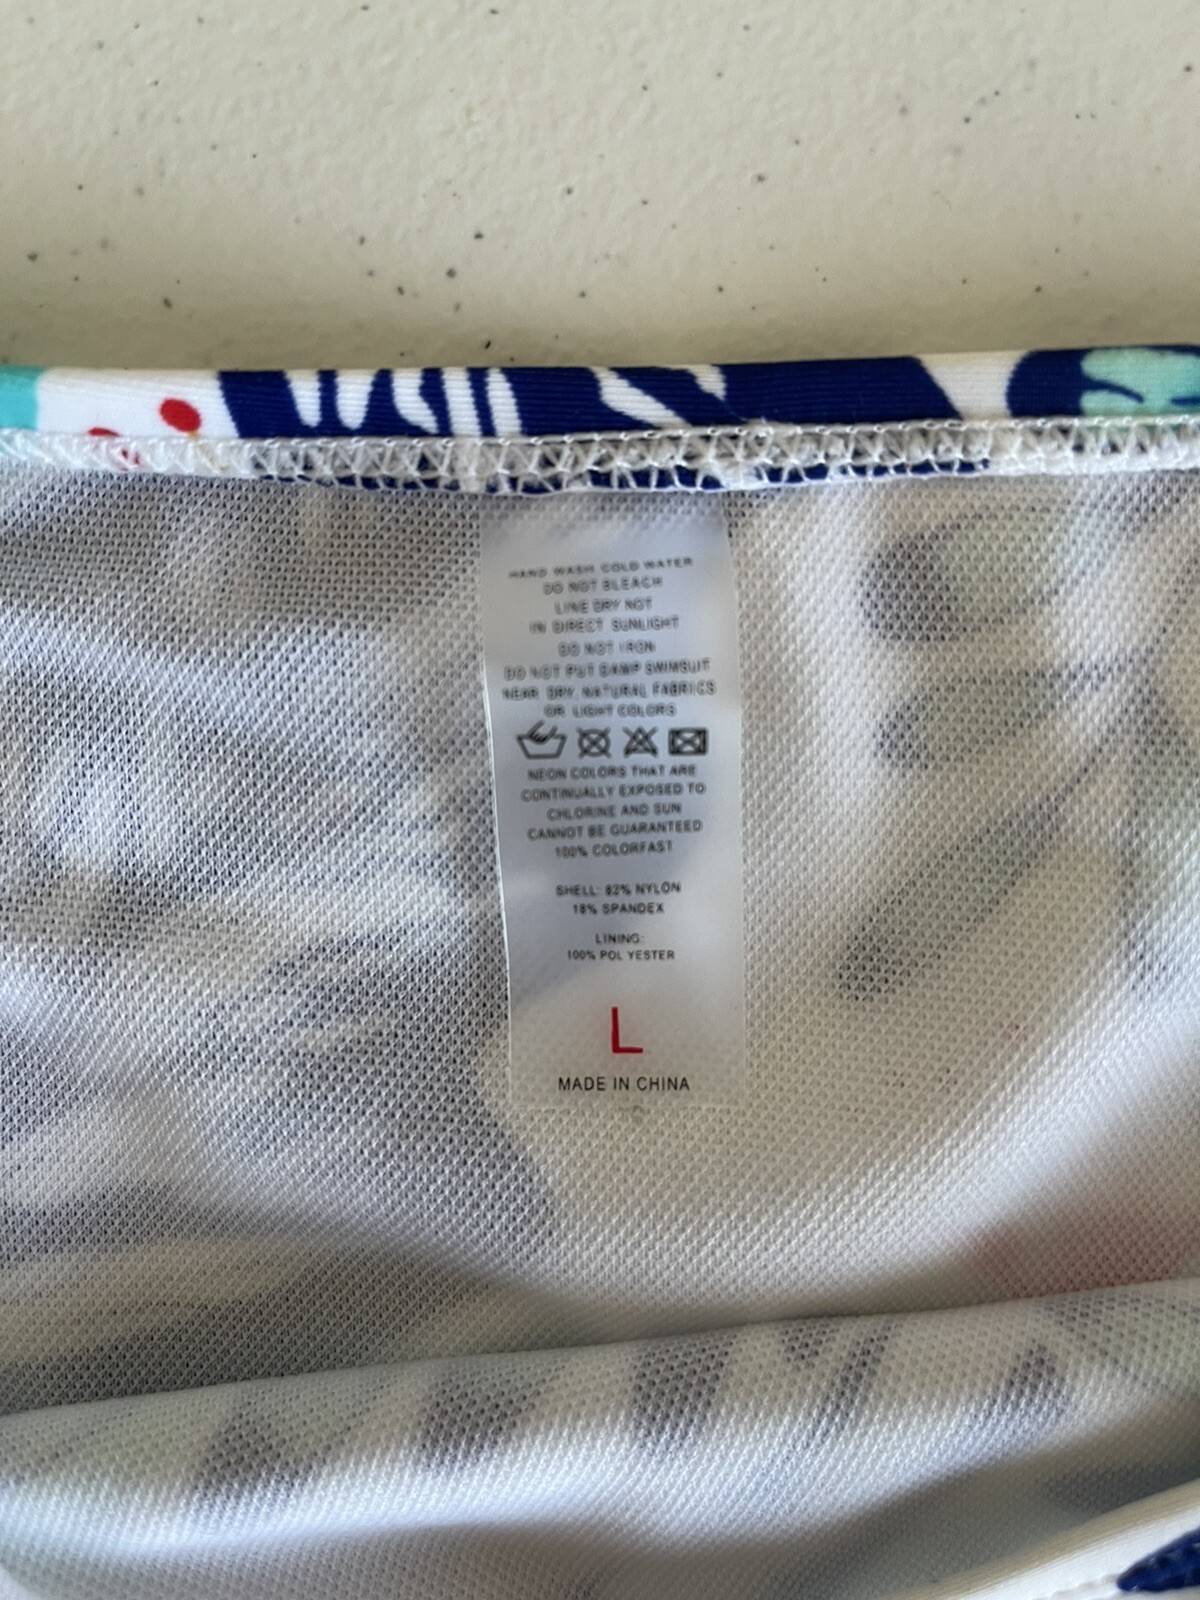 HAND WASH COLD WATER
DO NOT BLEACH
LINE DRY NOT
IN DIRECT SUNLIGHT
DO NOT IRON
DO NOT PUT DAMP SWIMSUIT
NEAR DRY, NATURAL FABRICS
OR LIGHT COLORS
NEON COLORS THAT ARE
CONTINUALLY EXPOSED TO
CHLORINE AND SUN
CANNOT BE GUARANTEED
100% COLORFAST
SHELL: 82% NYLON
18% SPANDEX
LINING:
100% POLYESTER
L
MADE IN CHINA